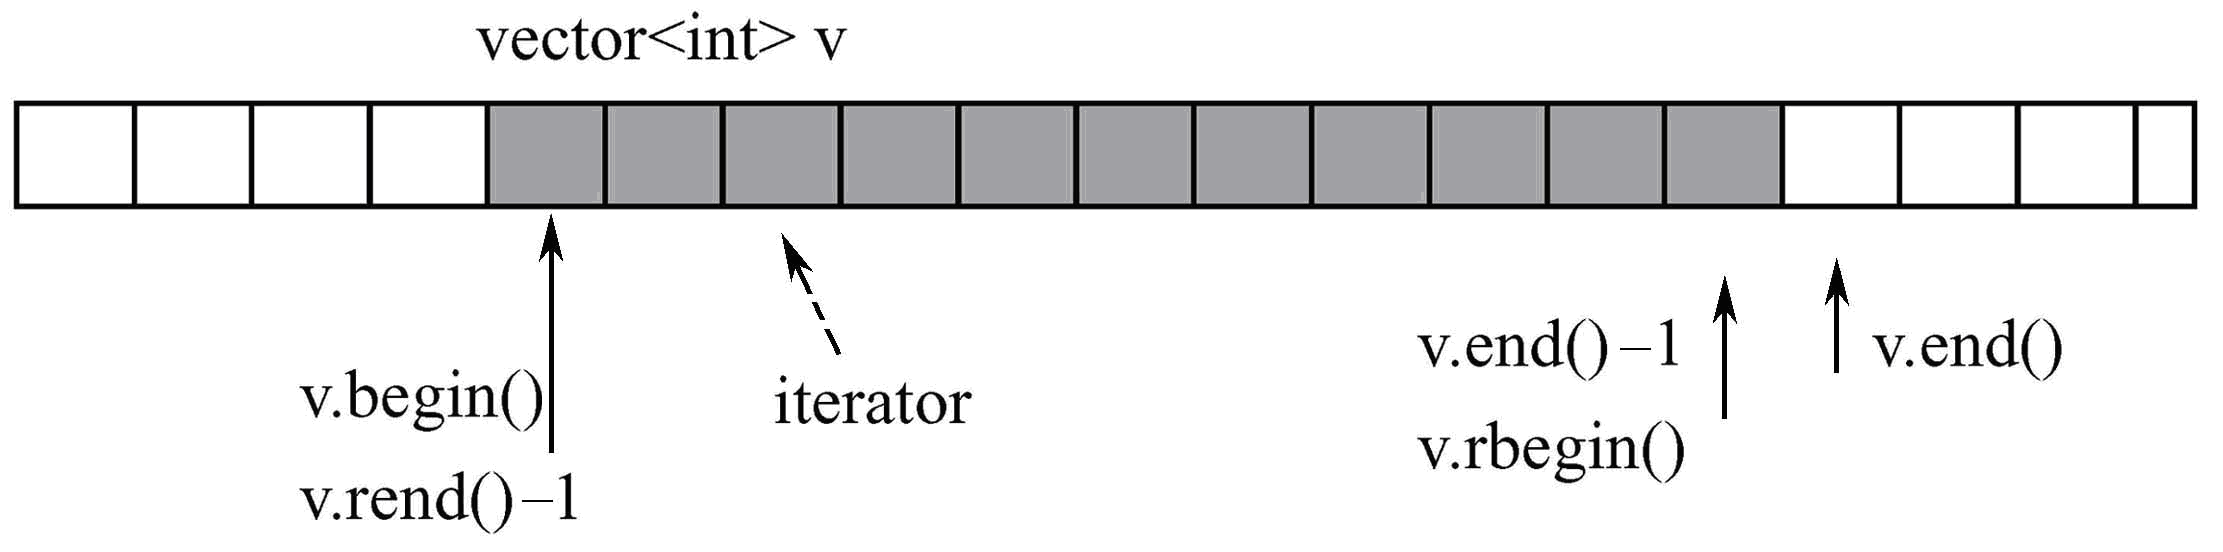 vector<int> v
v.begin()
v.rend()–1
iterator
v.end()–1
v.rbegin()
v.end()